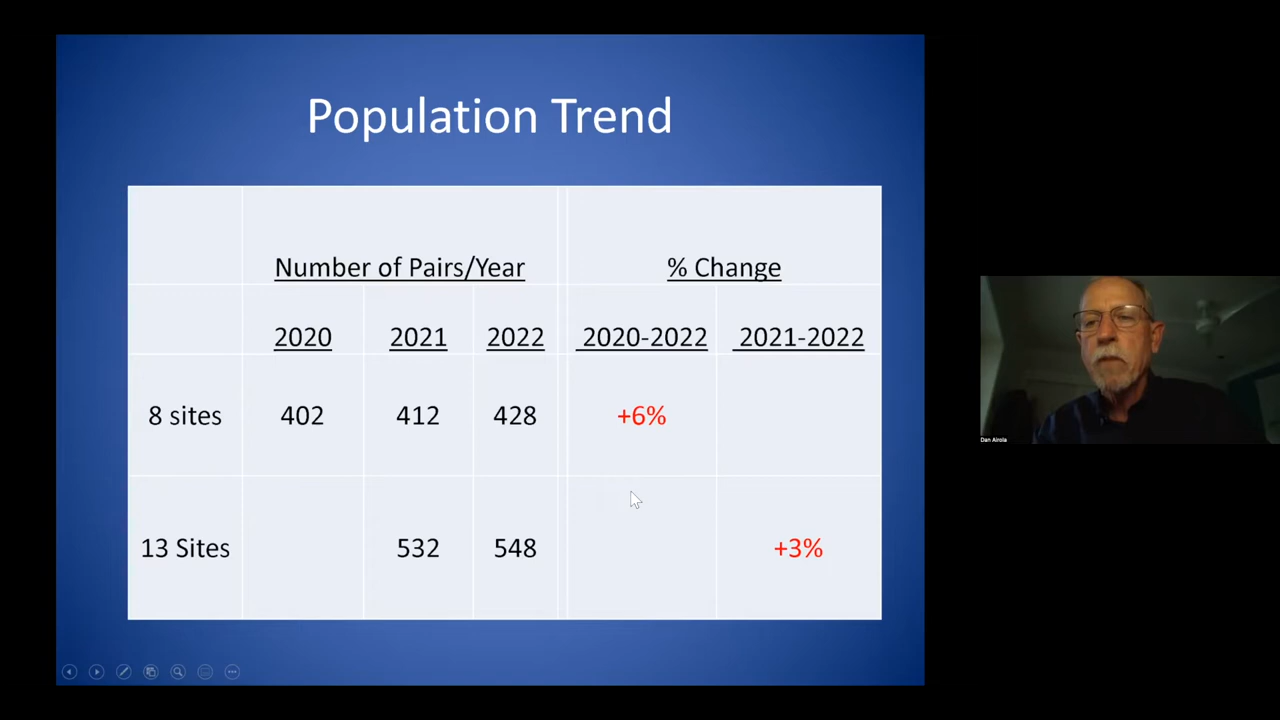 Population Trend
Number of Pairs/Year % Change
2020 2021 2022 2020-2022 2021-2022
8 sites 402 412 428 +6%
13 Sites 532 548 +3%
Dan Airola